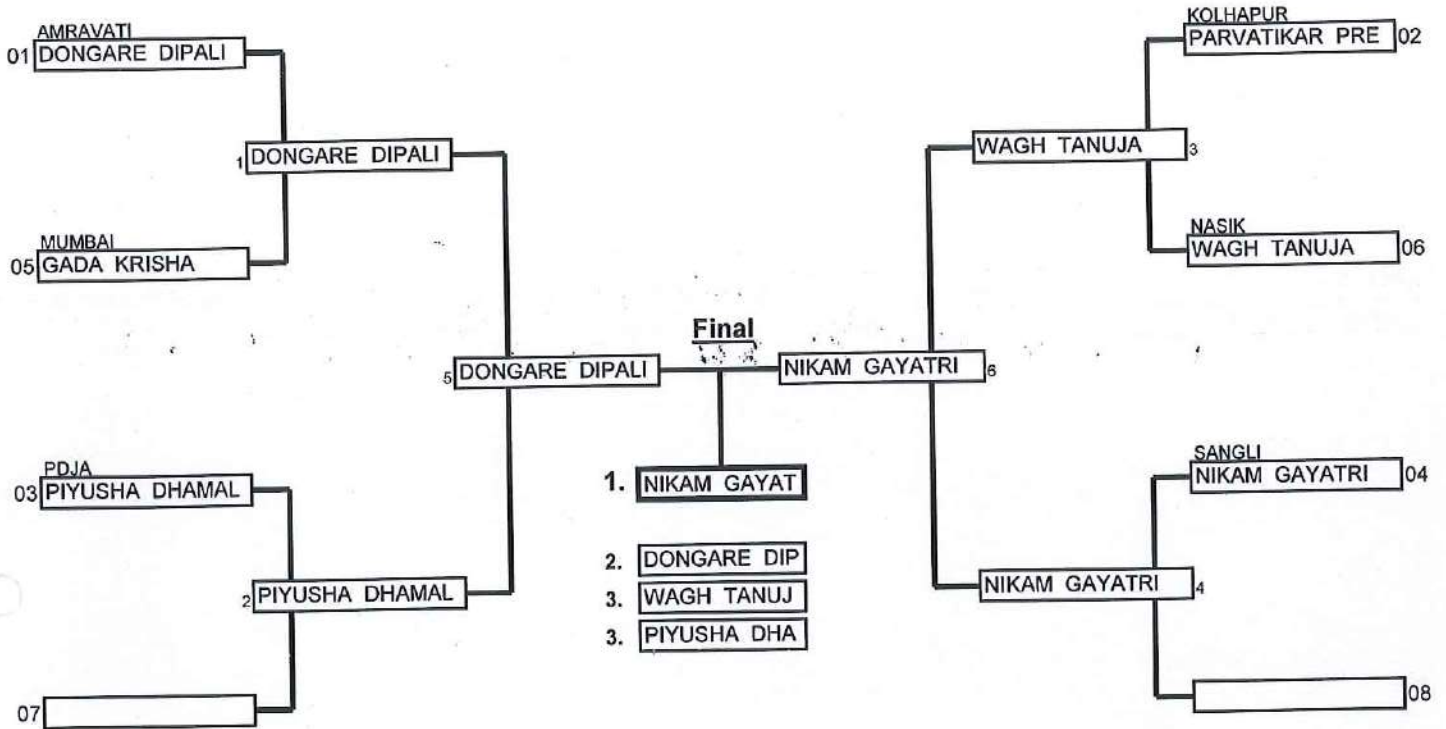 AMRAVATI
01 DONGARE DIPALI
1 DONGARE DIPALI
MUMBAI
05 GADA KRISHA
5 DONGARE DIPALI
PDJA
03 PIYUSHA DHAMAL
2 PIYUSHA DHAMAL
07
Final
1. NIKAM GAYAT
2. DONGARE DIP
3. WAGH TANUJ
3. PIYUSHA DHA
KOLHAPUR
PARVATIKAR PRE 02
WAGH TANUJA 3
NASIK
WAGH TANUJA 06
NIKAM GAYATRI 6
SANGLI
NIKAM GAYATRI 04
NIKAM GAYATRI 4
08